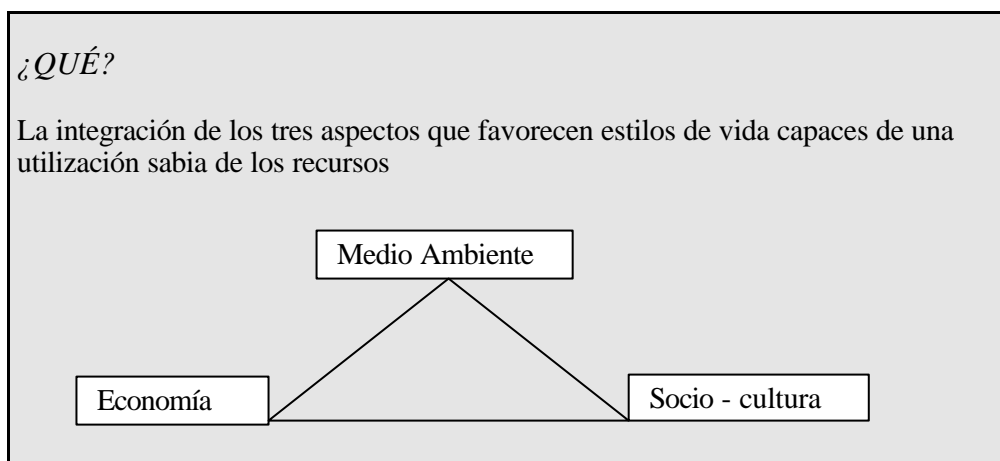 ¿QUÉ?
La integración de los tres aspectos que favorecen estilos de vida capaces de una
utilización sabia de los recursos
Medio Ambiente
Economía
Socio - cultura